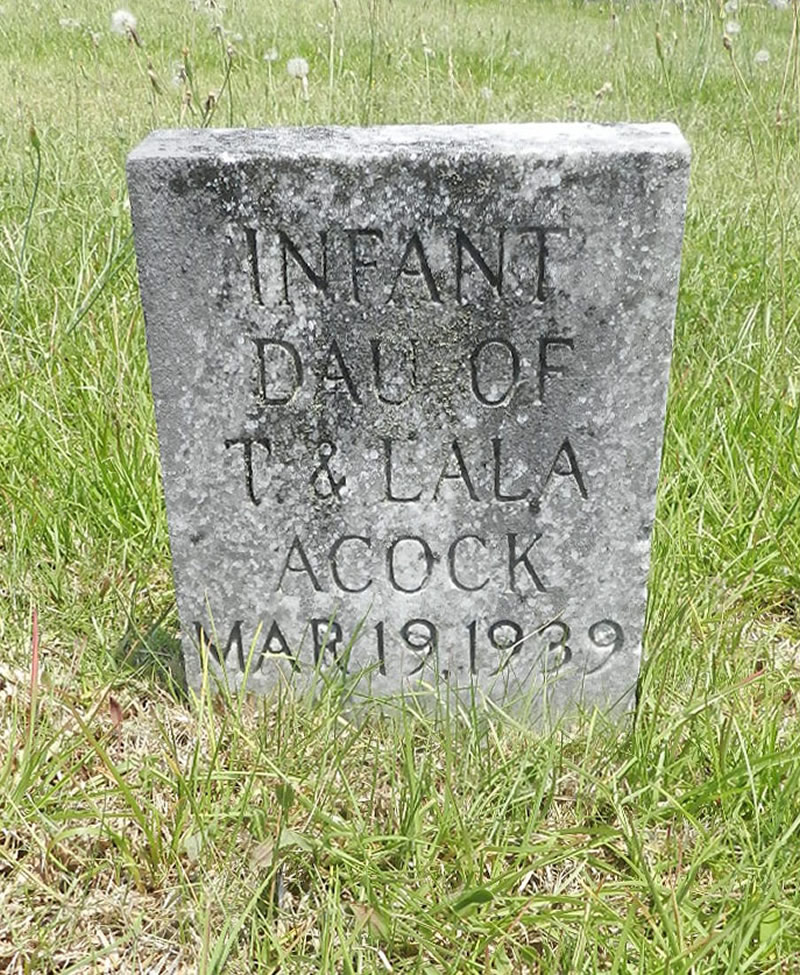 INFANT
DAU OF
T. & LALA
ACOCK
MAR 19, 1939